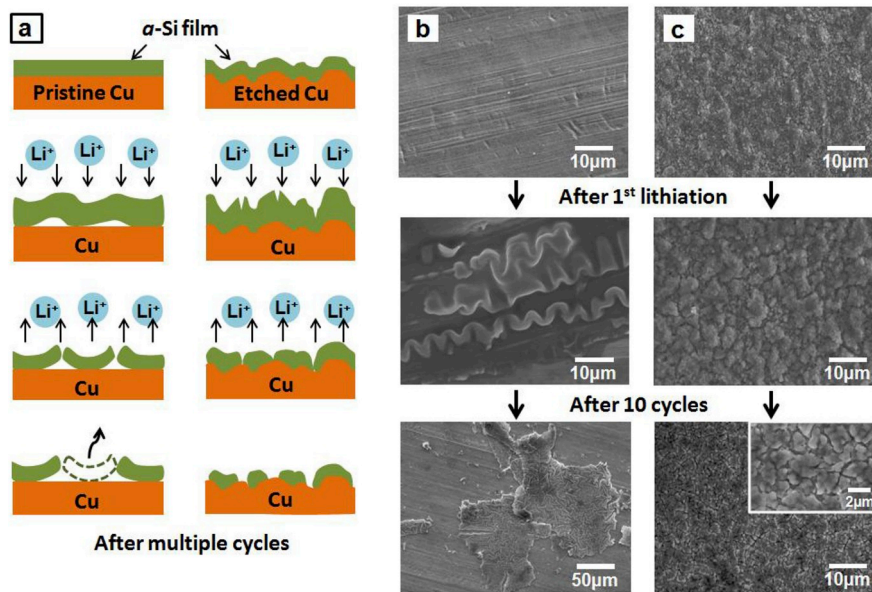 a
α-Si film
Pristine Cu
Etched Cu
Li⁺ Li⁺ Li⁺
Li⁺ Li⁺ Li⁺
Cu
Cu
Li⁺ Li⁺ Li⁺
Li⁺ Li⁺ Li⁺
Cu
Cu
Cu
Cu
After multiple cycles
b
c
10μm
10μm
After 1ˢᵗ lithiation
10μm
10μm
After 10 cycles
2μm
50μm
10μm